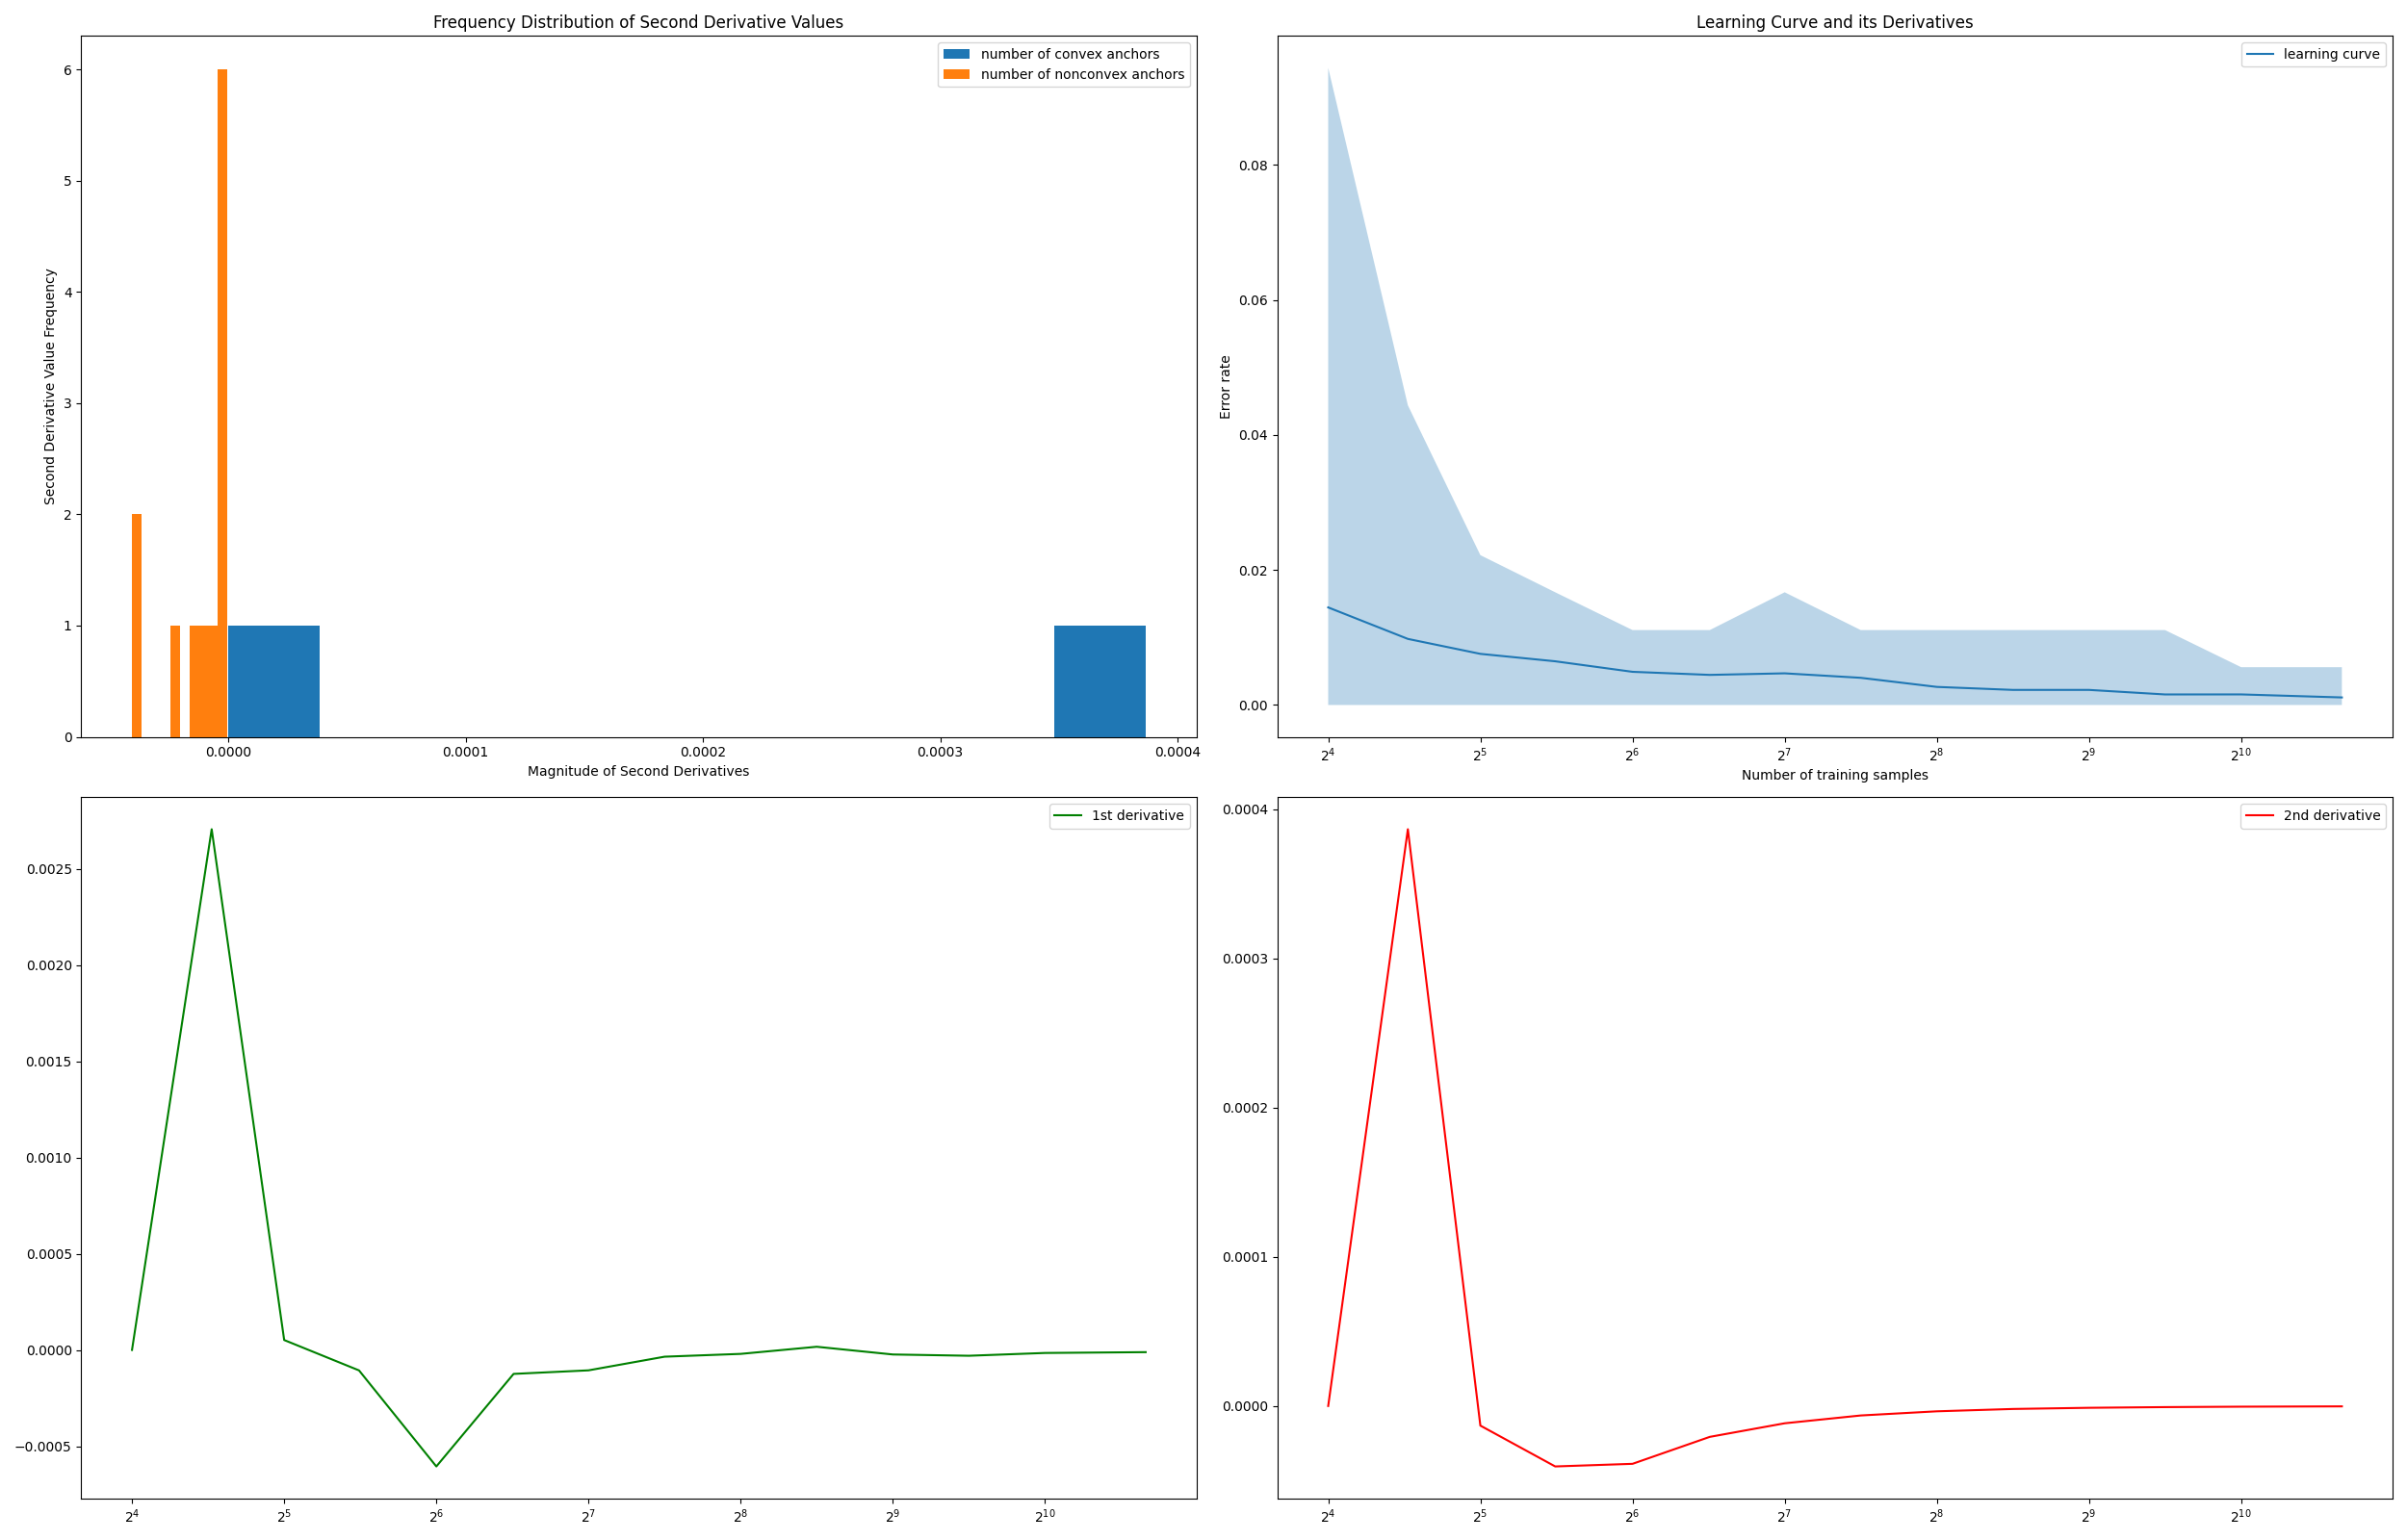 Frequency Distribution of Second Derivative Values
number of convex anchors
number of nonconvex anchors
Second Derivative Value Frequency
6
5
4
3
2
1
0
0.0000 0.0001 0.0002 0.0003 0.0004
Magnitude of Second Derivatives
Learning Curve and its Derivatives
learning curve
Error rate
0.08
0.06
0.04
0.02
0.00
2^4 2^5 2^6 2^7 2^8 2^9 2^10
Number of training samples
1st derivative
0.0025
0.0020
0.0015
0.0010
0.0005
0.0000
−0.0005
2^4 2^5 2^6 2^7 2^8 2^9 2^10
2nd derivative
0.0004
0.0003
0.0002
0.0001
0.0000
2^4 2^5 2^6 2^7 2^8 2^9 2^10